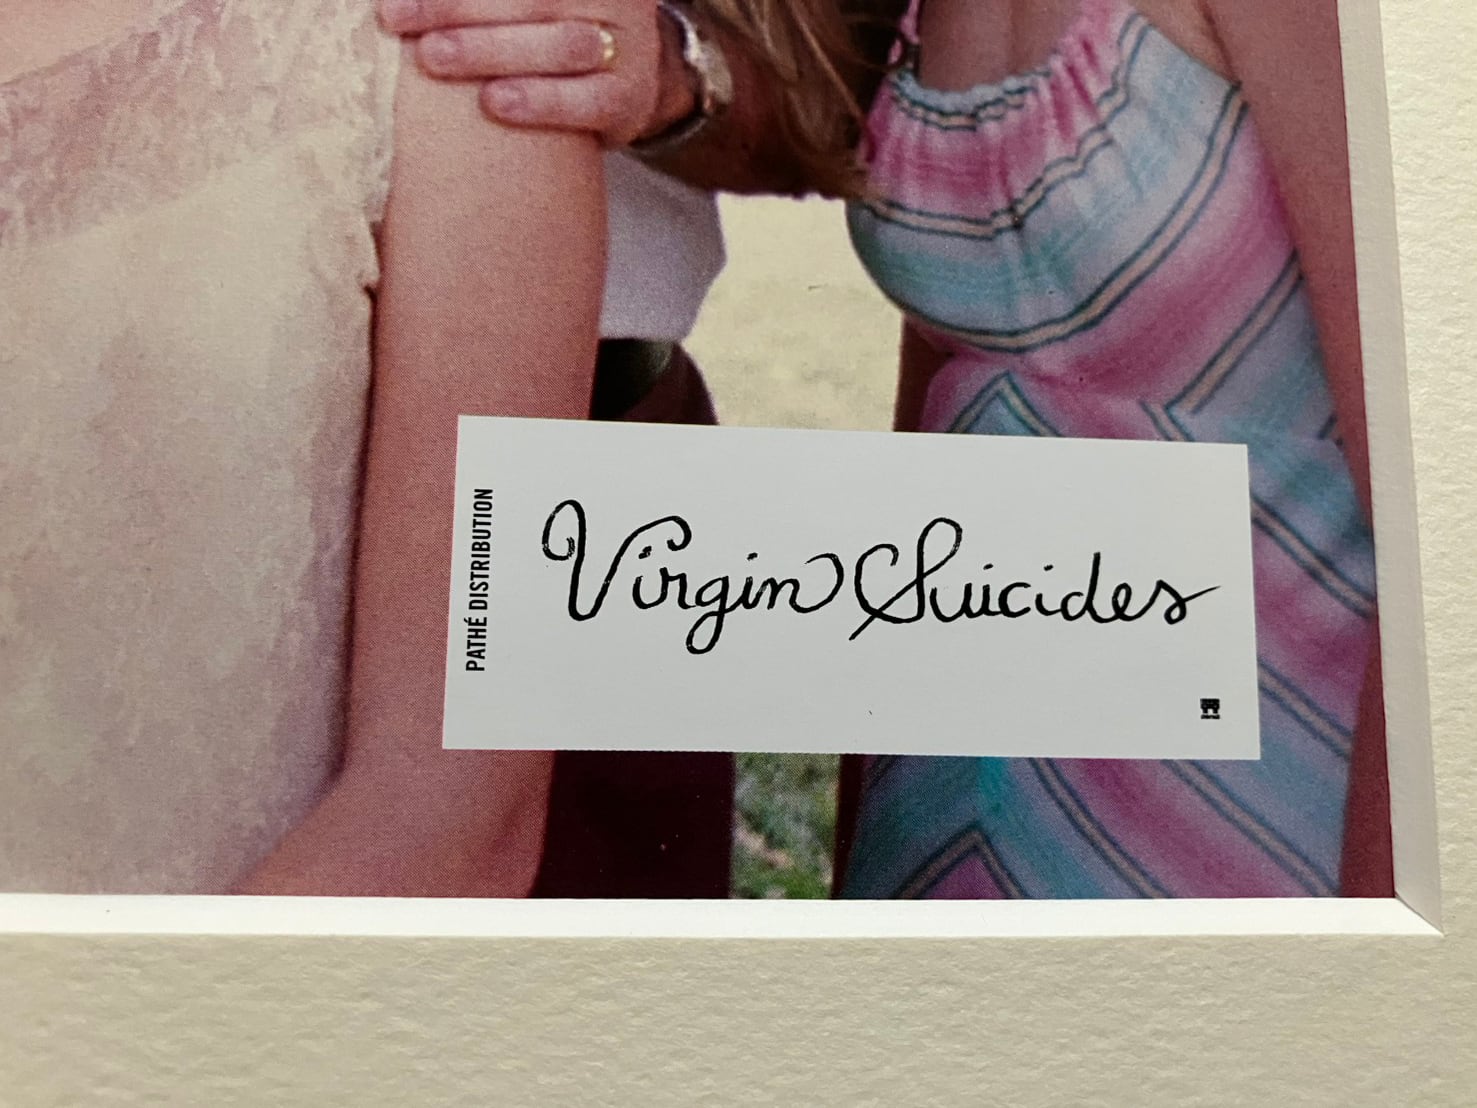 PATHÉ DISTRIBUTION
Virgin Suicides